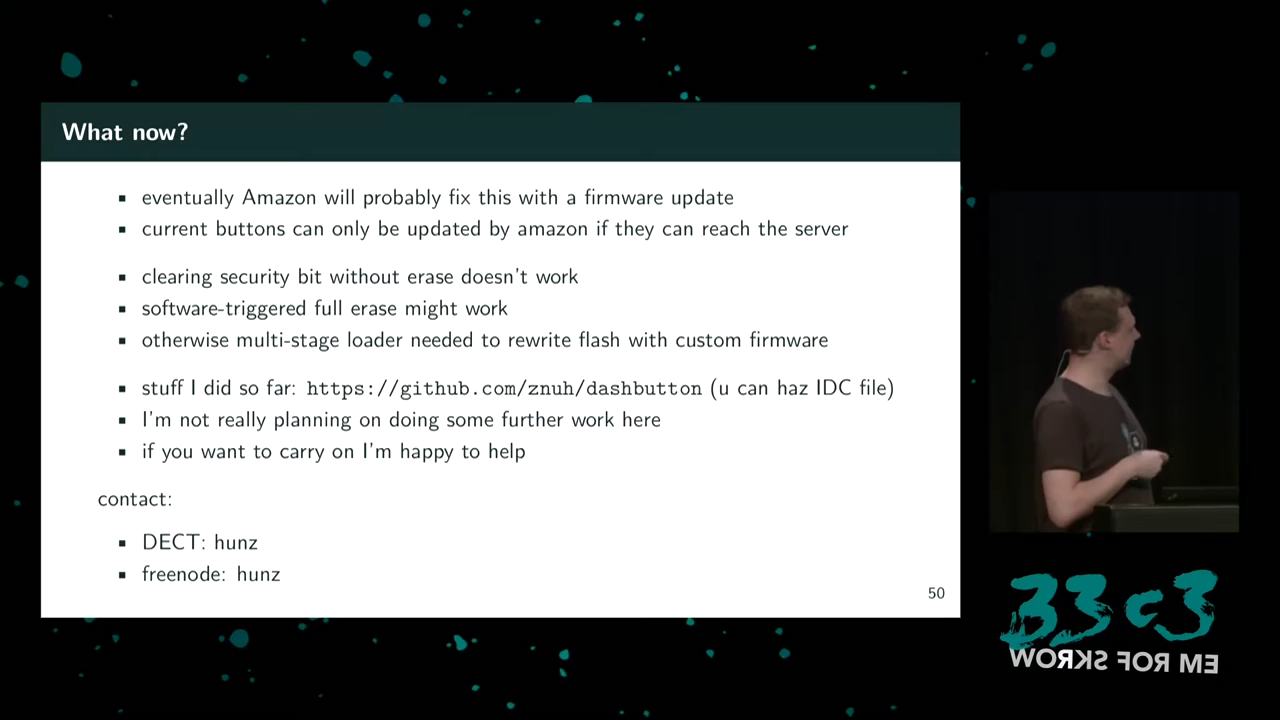 What now?
eventually Amazon will probably fix this with a firmware update
current buttons can only be updated by amazon if they can reach the server
clearing security bit without erase doesn't work
software-triggered full erase might work
otherwise multi-stage loader needed to rewrite flash with custom firmware
stuff I did so far: https://github.com/znuh/dashbutton (u can haz IDC file)
I'm not really planning on doing some further work here
if you want to carry on I'm happy to help
contact:
DECT: hunz
freenode: hunz
50
33c3
WORKS FOR ME